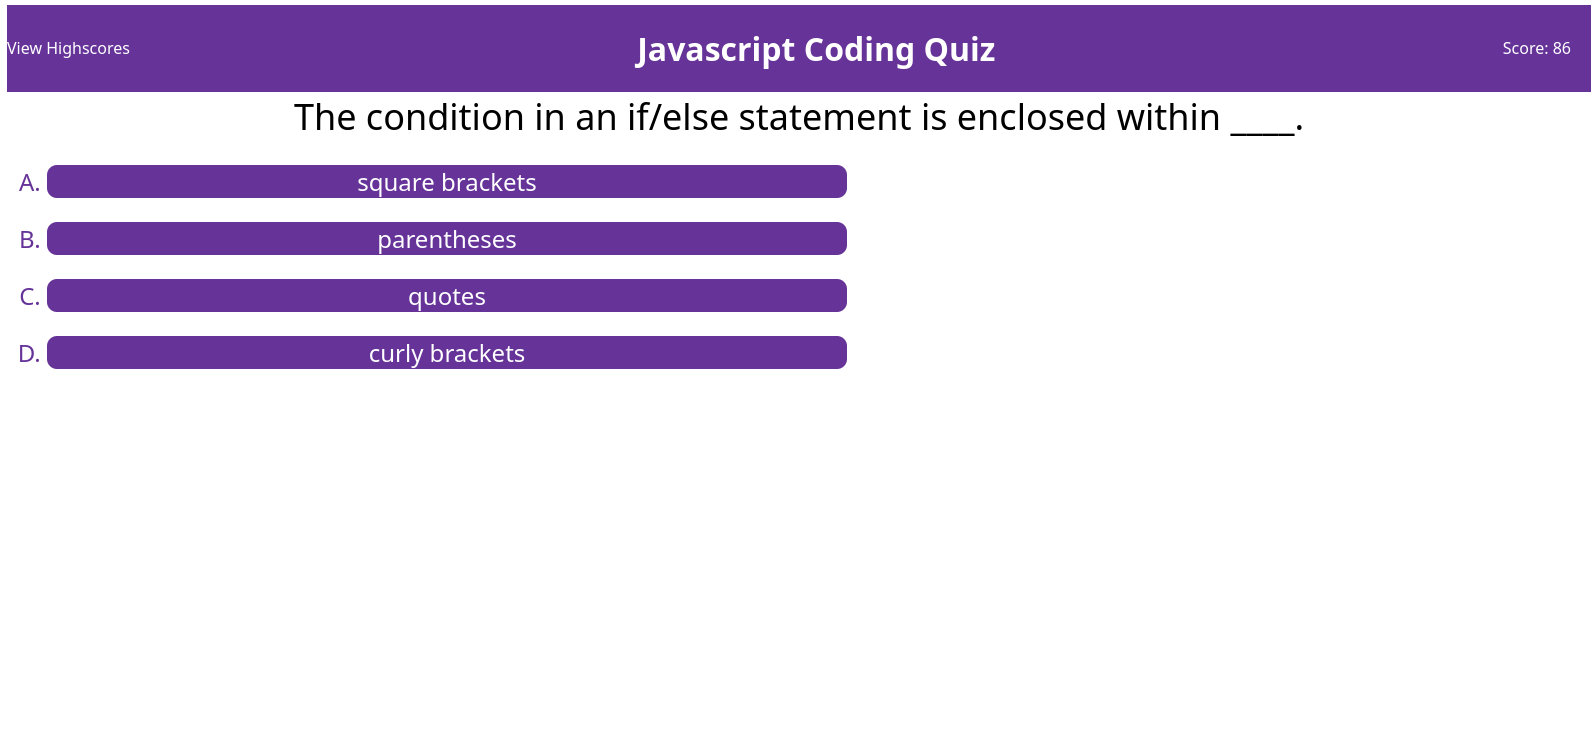 View Highscores
Javascript Coding Quiz
Score: 86
The condition in an if/else statement is enclosed within ____.
A. square brackets
B. parentheses
C. quotes
D. curly brackets